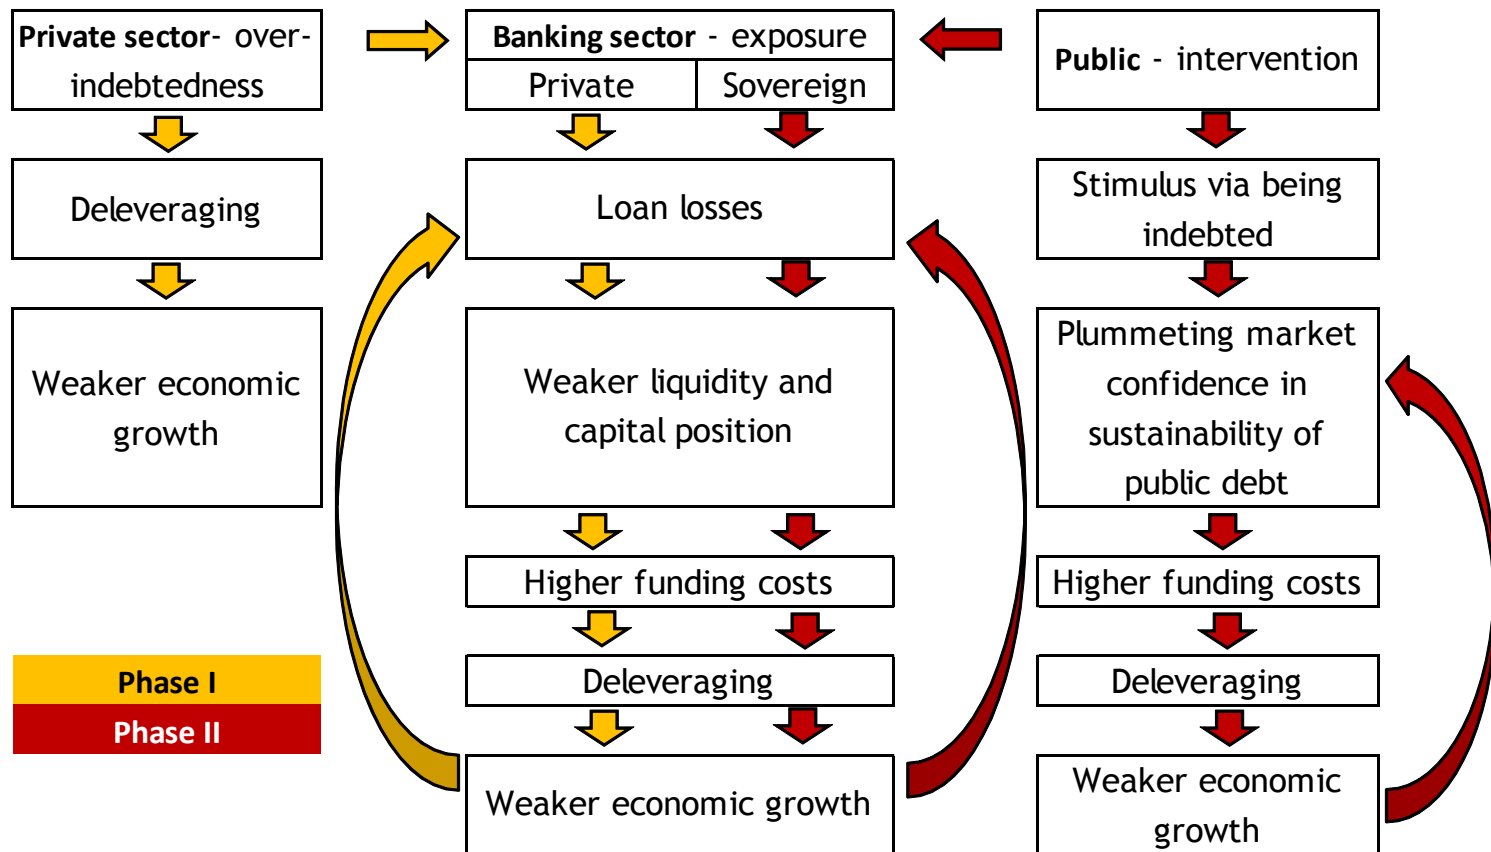 Private sector- over-
indebtedness
Deleveraging
Weaker economic
growth
Phase I
Phase II
Banking sector - exposure
Private
Sovereign
Loan losses
Weaker liquidity and
capital position
Higher funding costs
Deleveraging
Weaker economic growth
Public - intervention
Stimulus via being
indebted
Plummeting market
confidence in
sustainability of
public debt
Higher funding costs
Deleveraging
Weaker economic
growth